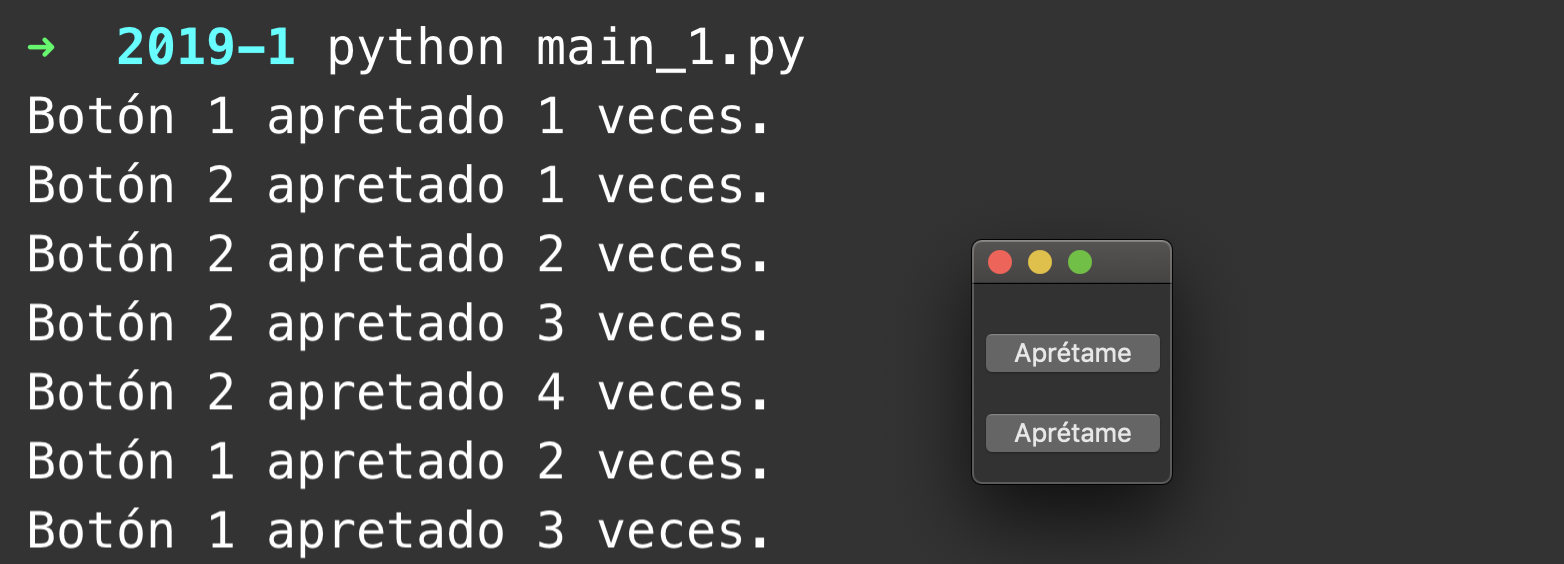 ➜ 2019-1 python main_1.py
Botón 1 apretado 1 veces.
Botón 2 apretado 1 veces.
Botón 2 apretado 2 veces.
Botón 2 apretado 3 veces.
Botón 2 apretado 4 veces.
Botón 1 apretado 2 veces.
Botón 1 apretado 3 veces.
Aprétame
Aprétame